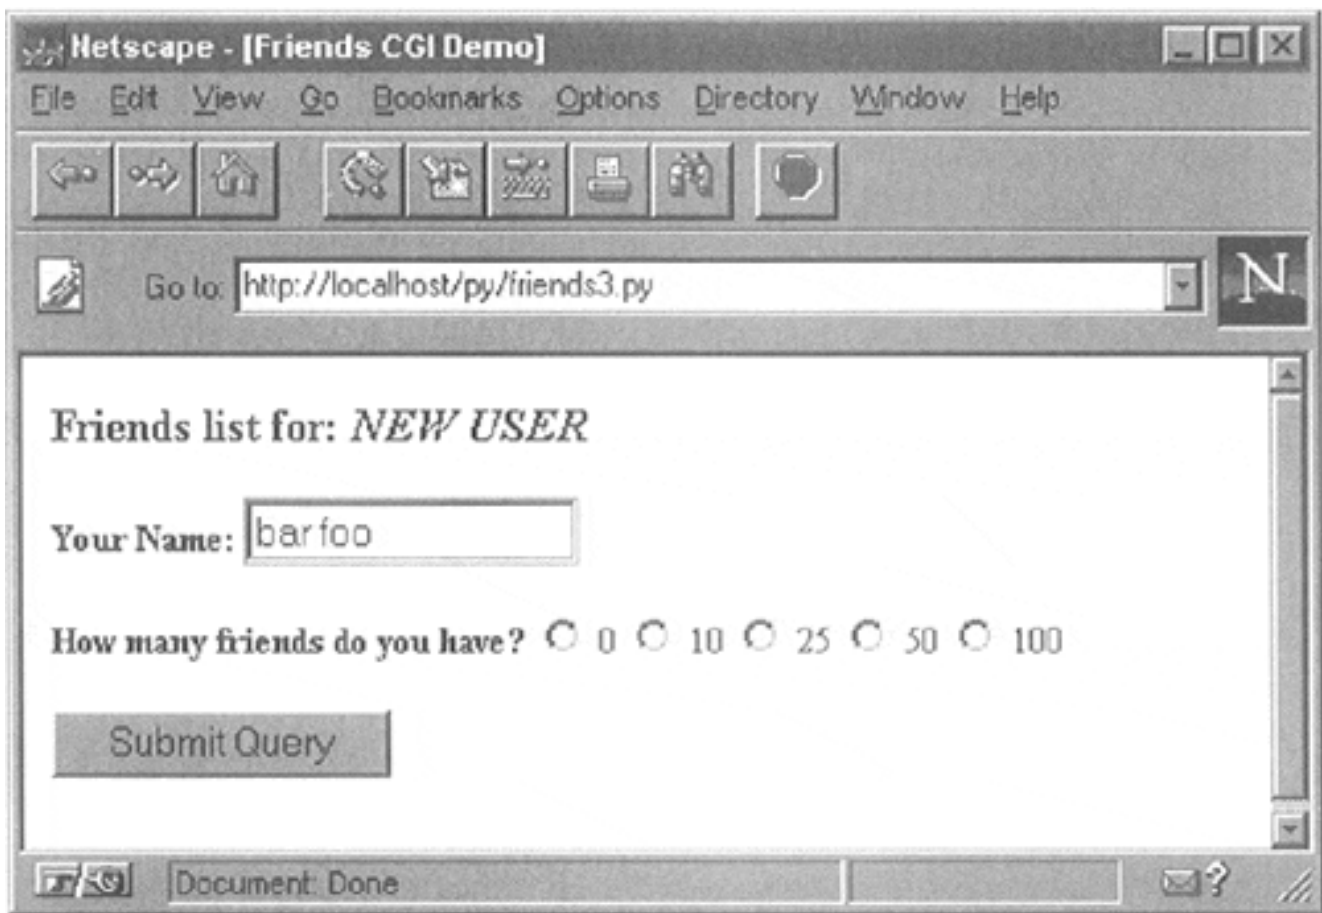 Netscape - [Friends CGI Demo]
File Edit View Go Bookmarks Options Directory Window Help
Go to: http://localhost/py/friends3.py
N
Friends list for: NEW USER
Your Name: bar foo
How many friends do you have? 0 10 25 50 100
Submit Query
Document: Done
?